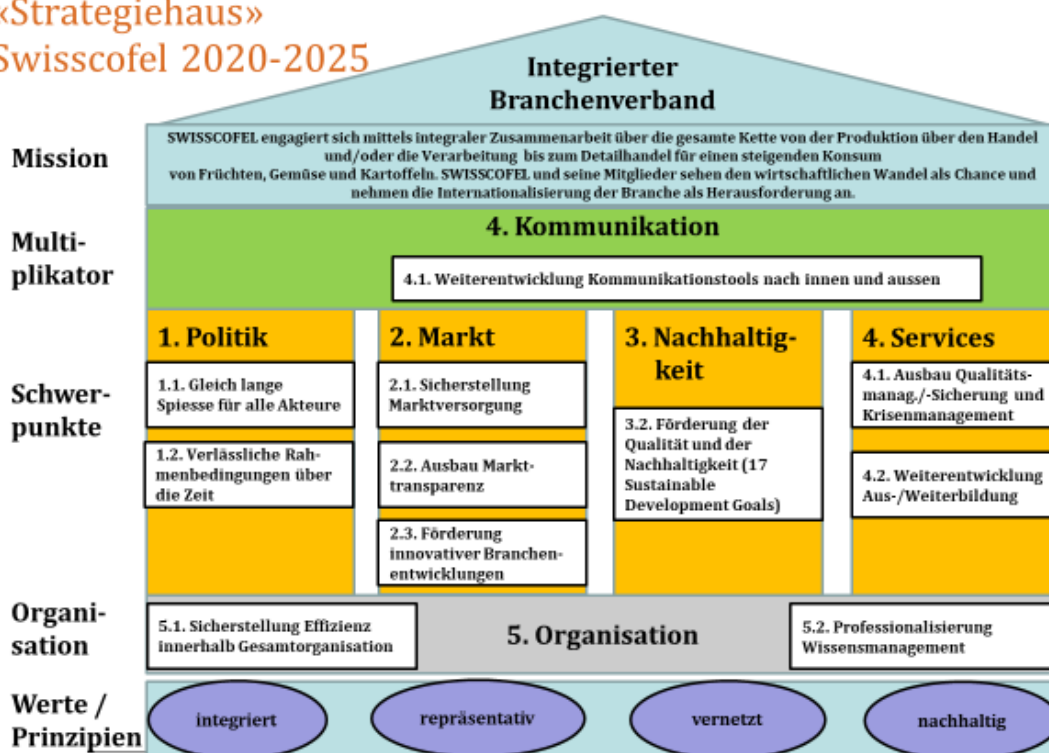 «Strategiehaus»
Swisscofel 2020-2025
Integrierter
Branchenverband
Mission
SWISSCOFEL engagiert sich mittels integraler Zusammenarbeit über die gesamte Kette von der Produktion über den Handel
und/oder die Verarbeitung bis zum Detailhandel für einen steigenden Konsum
von Früchten, Gemüse und Kartoffeln. SWISSCOFEL und seine Mitglieder sehen den wirtschaftlichen Wandel als Chance und
nehmen die Internationalisierung der Branche als Herausforderung an.
Multi-
plikator
4. Kommunikation
4.1. Weiterentwicklung Kommunikationstools nach innen und aussen
Schwer-
punkte
1. Politik
1.1. Gleich lange
Spiesse für alle Akteure
1.2. Verlässliche Rah-
menbedingungen über
die Zeit
2. Markt
2.1. Sicherstellung
Marktversorgung
2.2. Ausbau Markt-
transparenz
2.3. Förderung
innovativer Branchen-
entwicklungen
3. Nachhaltig-
keit
3.2. Förderung der
Qualität und der
Nachhaltigkeit (17
Sustainable
Development Goals)
4. Services
4.1. Ausbau Qualitäts-
manag./-Sicherung und
Krisenmanagement
4.2. Weiterentwicklung
Aus-/Weiterbildung
Organi-
sation
5.1. Sicherstellung Effizienz
innerhalb Gesamtorganisation
5. Organisation
5.2. Professionalisierung
Wissensmanagement
Werte /
Prinzipien
integriert
repräsentativ
vernetzt
nachhaltig